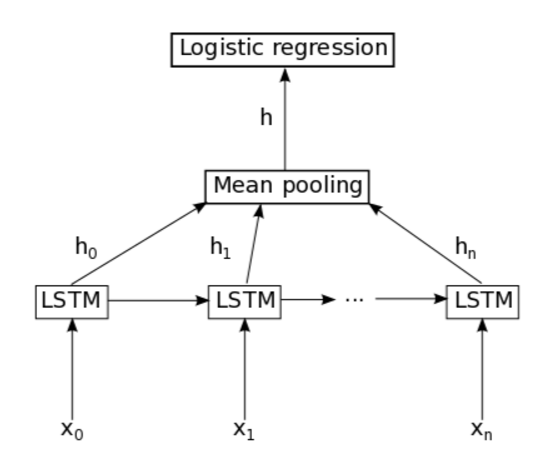 Logistic regression
h
Mean pooling
h₀ h₁ hₙ
LSTM LSTM ... LSTM
x₀ x₁ xₙ